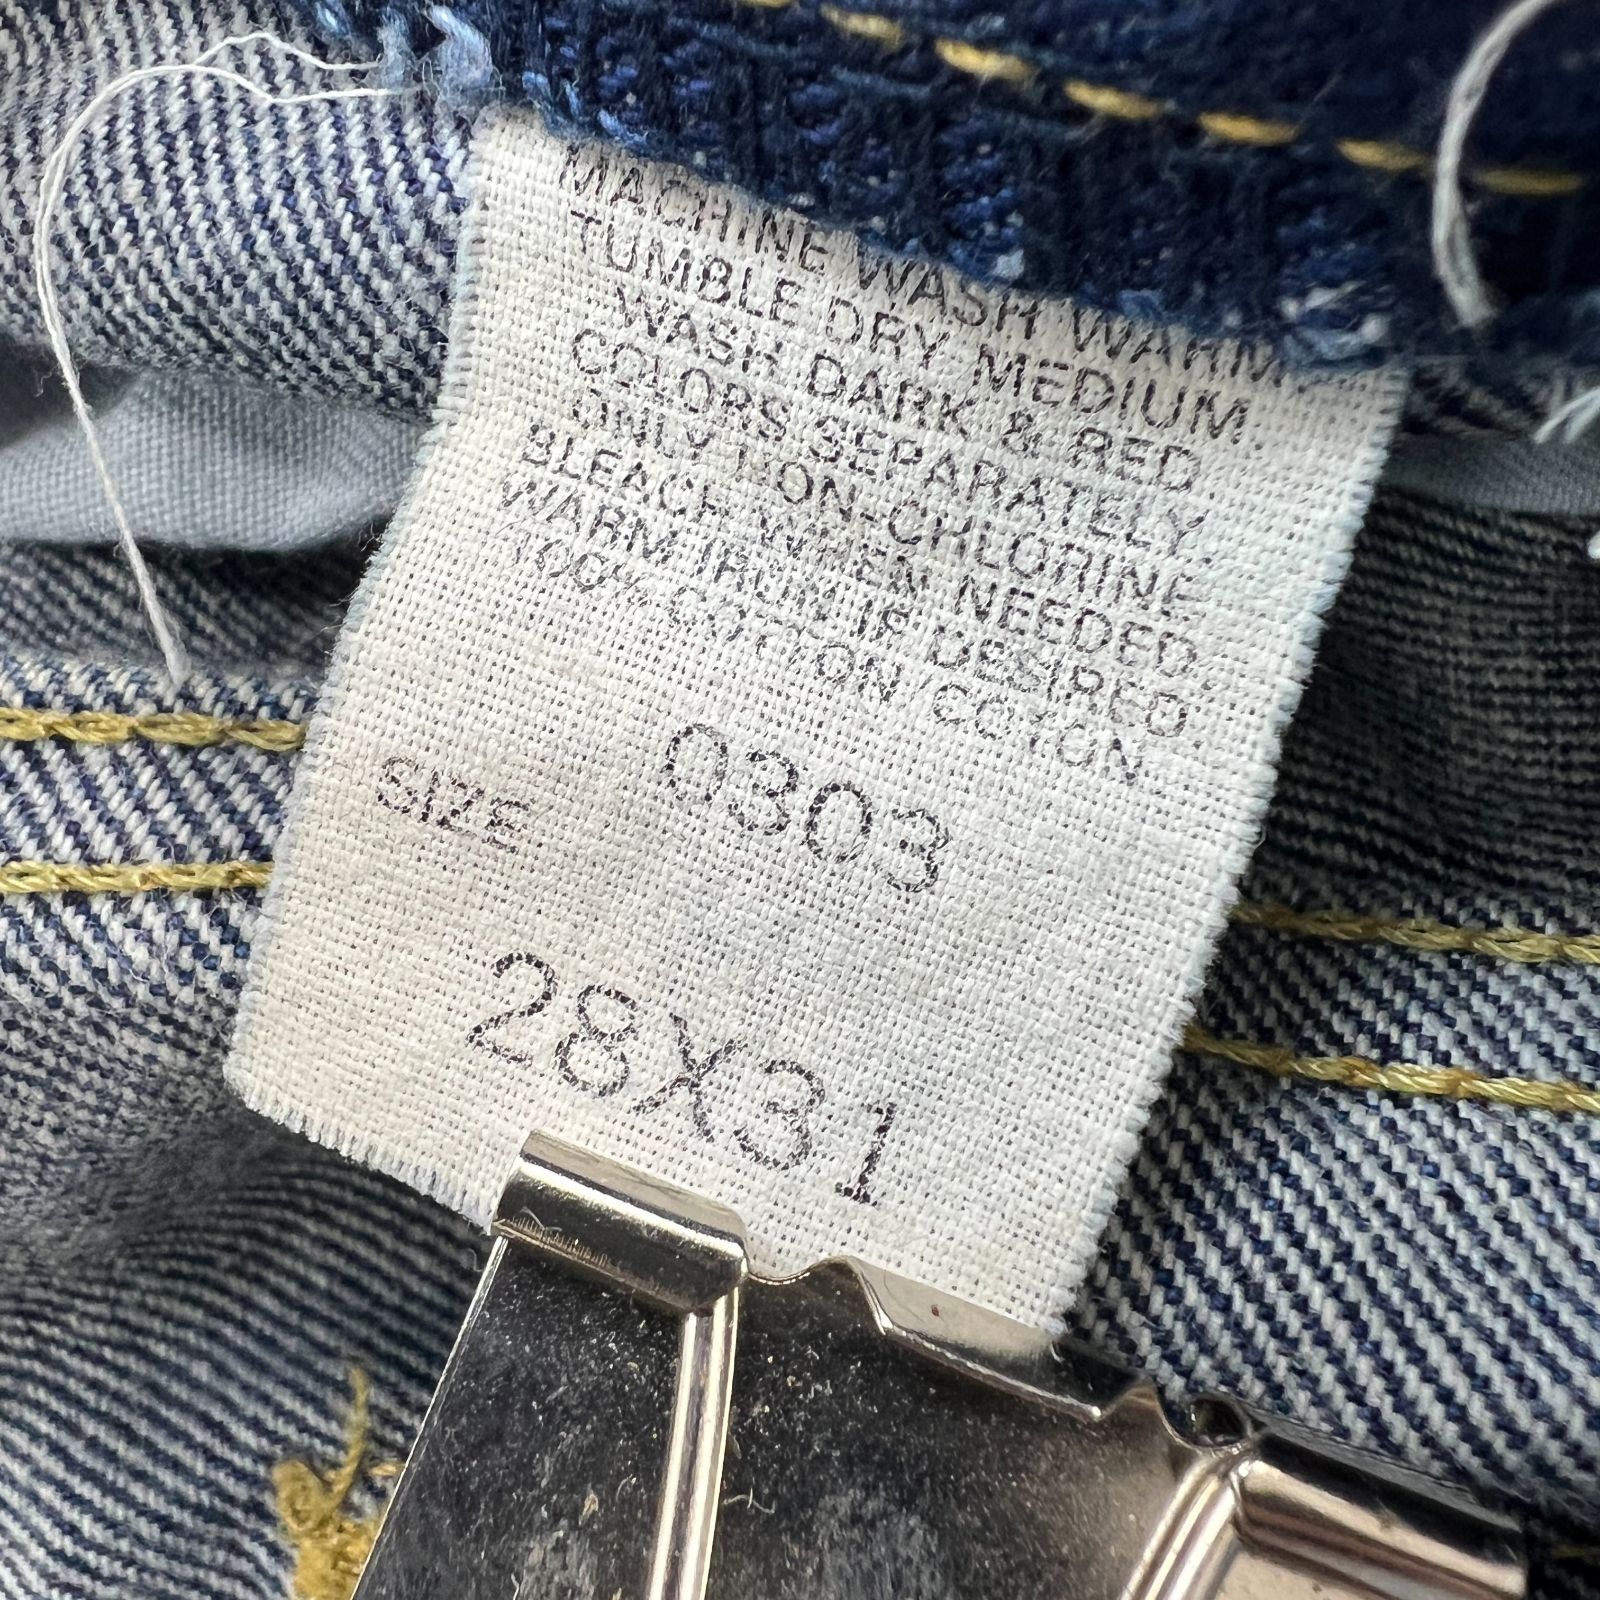 MACHINE WASH WARM
TUMBLE DRY MEDIUM.
WASH DARK & RED
COLORS SEPARATELY.
ONLY NON-CHLORINE
BLEACH WHEN NEEDED.
WARM IRON IF DESIRED.
100% COTTON/COTON
0303
SIZE
28X31